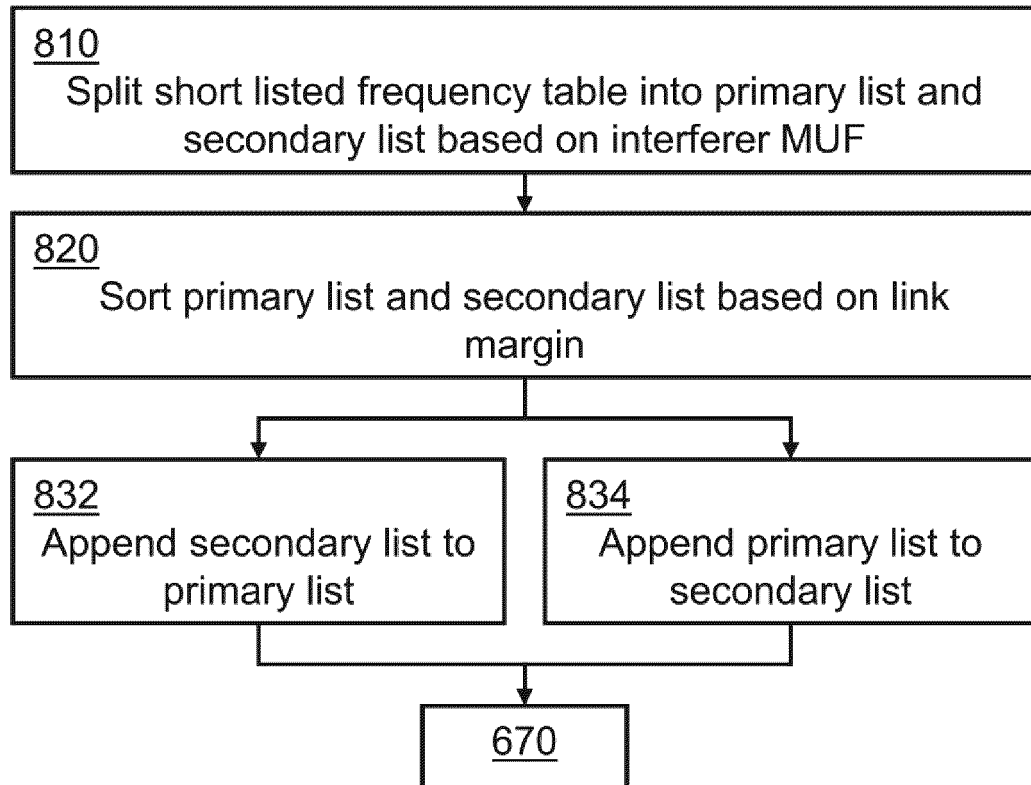 810
Split short listed frequency table into primary list and
secondary list based on interferer MUF
820
Sort primary list and secondary list based on link
margin
832
Append secondary list to
primary list
834
Append primary list to
secondary list
670